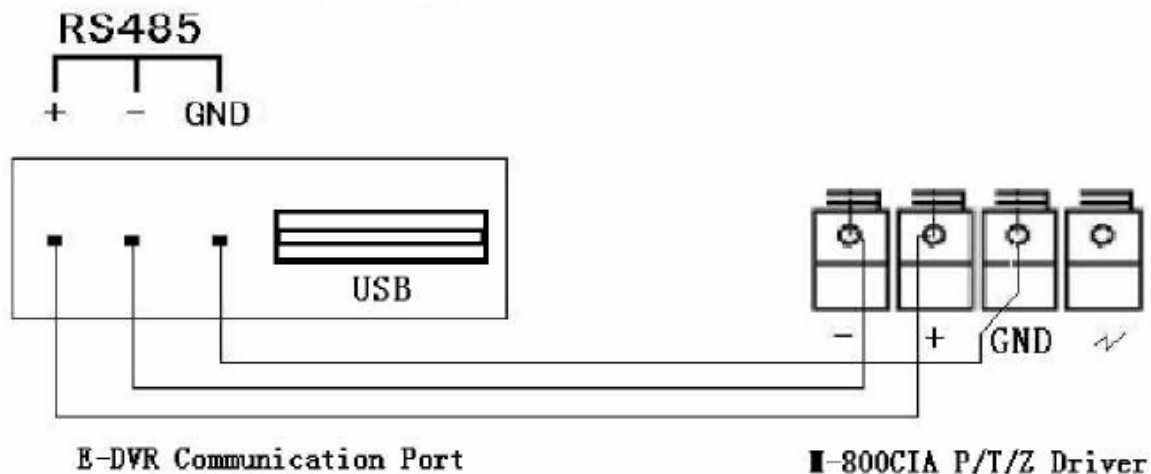 RS485
+ - GND
USB
- + GND
E-DVR Communication Port
-800CIA P/T/Z Driver